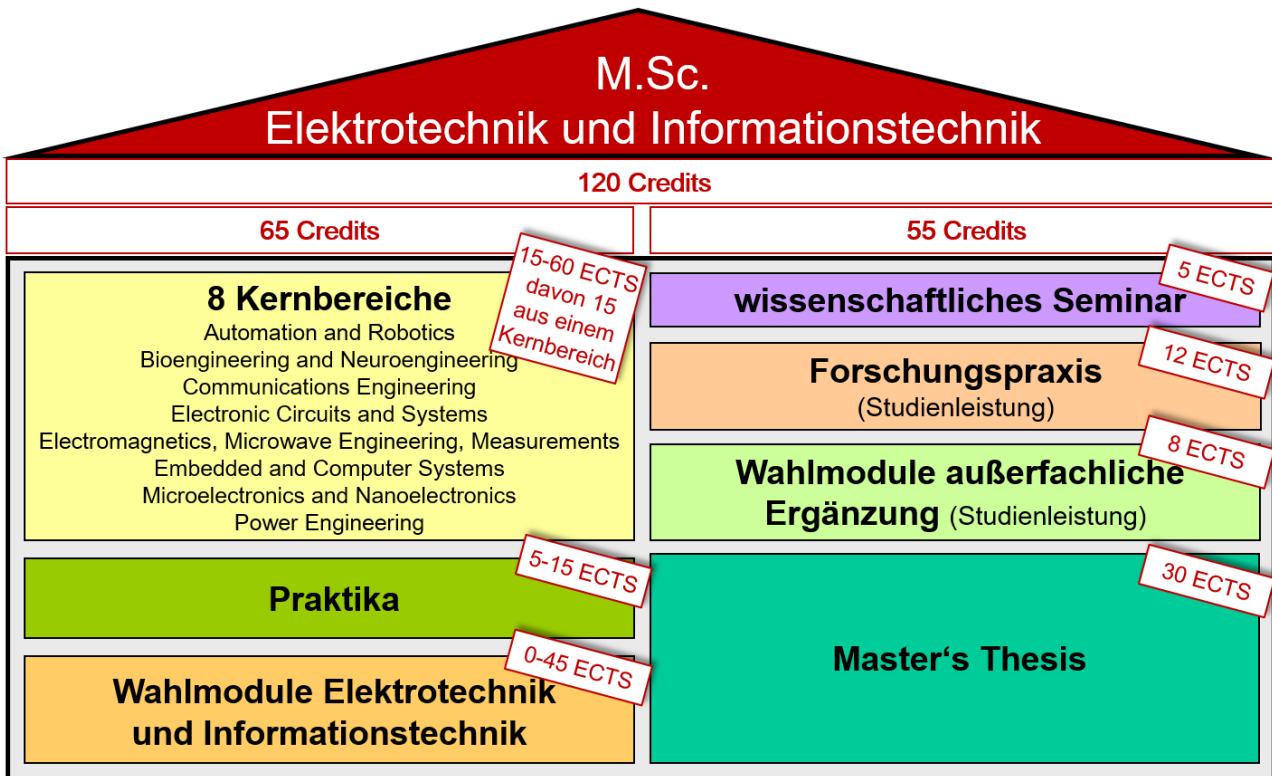 M.Sc.
Elektrotechnik und Informationstechnik
120 Credits
65 Credits
55 Credits
15-60 ECTS
davon 15
aus einem
Kernbereich
8 Kernbereiche
Automation and Robotics
Bioengineering and Neuroengineering
Communications Engineering
Electronic Circuits and Systems
Electromagnetics, Microwave Engineering, Measurements
Embedded and Computer Systems
Microelectronics and Nanoelectronics
Power Engineering
5-15 ECTS
Praktika
0-45 ECTS
Wahlmodule Elektrotechnik
und Informationstechnik
5 ECTS
wissenschaftliches Seminar
12 ECTS
Forschungspraxis
(Studienleistung)
8 ECTS
Wahlmodule außerfachliche
Ergänzung (Studienleistung)
30 ECTS
Master‘s Thesis